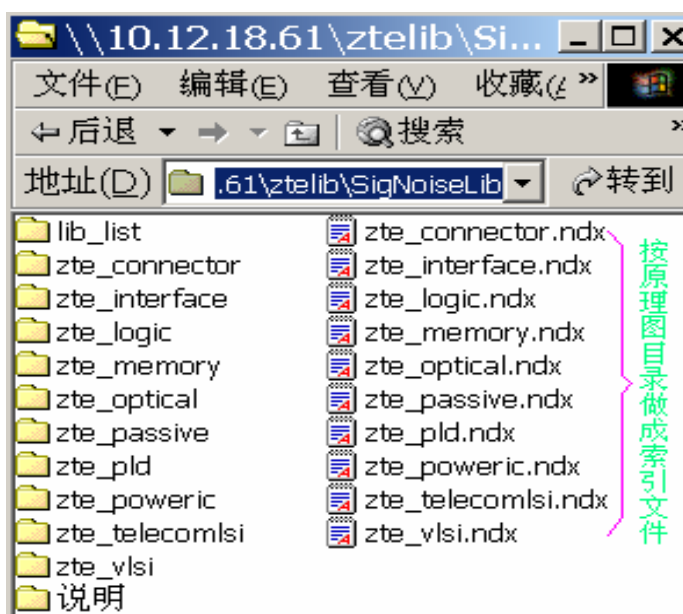 \\10.12.18.61\ztelib\Si...
文件(F) 编辑(E) 查看(V) 收藏(A »
后退 搜索 »
地址(D) .61\ztelib\SigNoiseLib 转到
lib_list
zte_connector
zte_interface
zte_logic
zte_memory
zte_optical
zte_passive
zte_pld
zte_poweric
zte_telecomlsi
zte_vlsi
说明
zte_connector.ndx
zte_interface.ndx
zte_logic.ndx
zte_memory.ndx
zte_optical.ndx
zte_passive.ndx
zte_pld.ndx
zte_poweric.ndx
zte_telecomlsi.ndx
zte_vlsi.ndx
按原理图目录做成索引文件